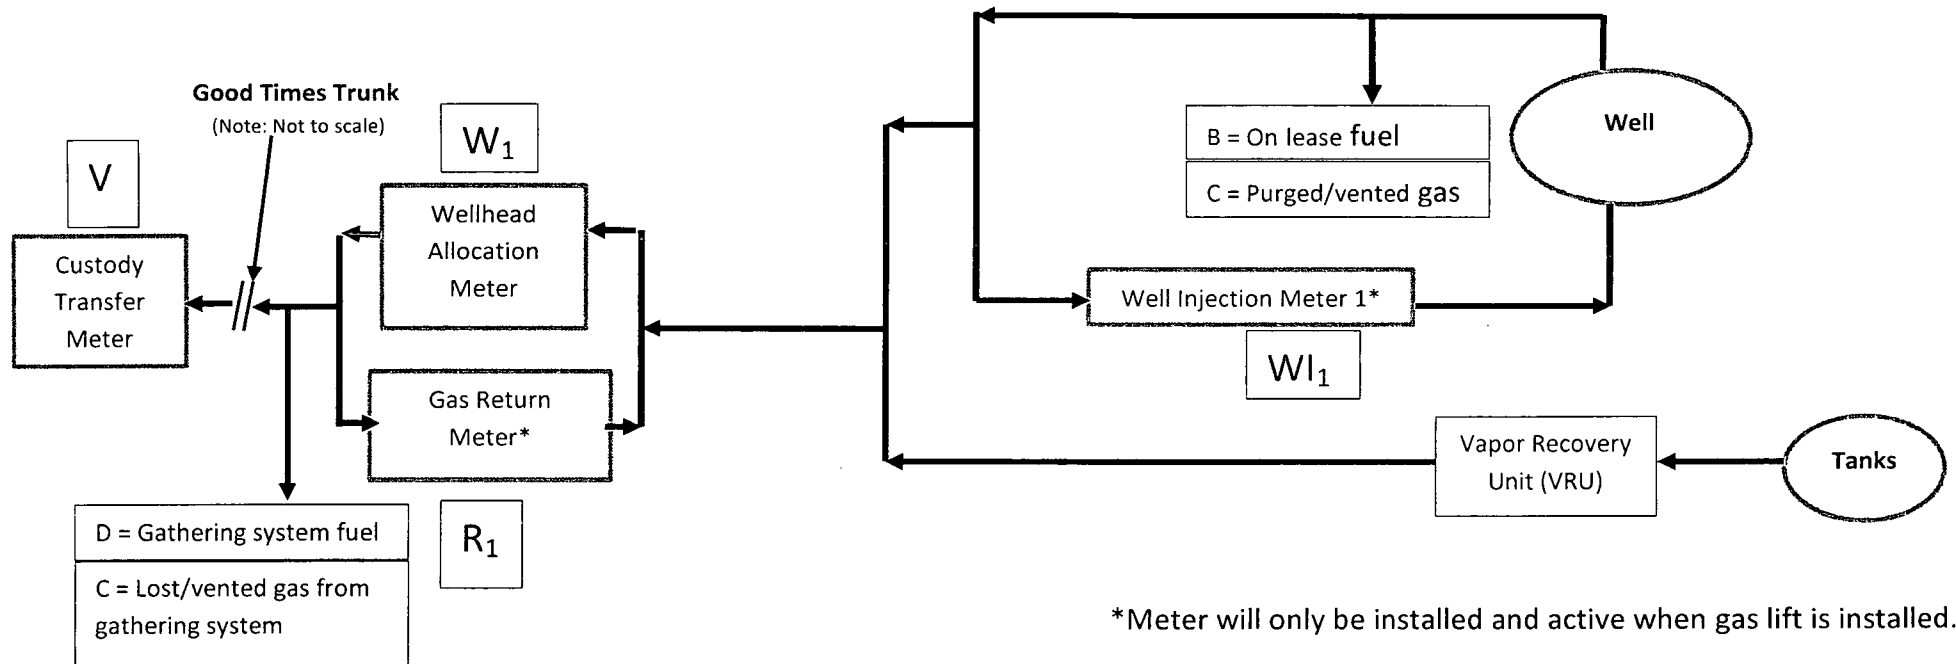 Good Times Trunk
(Note: Not to scale)
V
Custody
Transfer
Meter
W₁
Wellhead
Allocation
Meter
Gas Return
Meter*
R₁
D = Gathering system fuel
C = Lost/vented gas from
gathering system
B = On lease fuel
C = Purged/vented gas
Well
Well Injection Meter 1*
WI₁
Vapor Recovery
Unit (VRU)
Tanks
*Meter will only be installed and active when gas lift is installed.